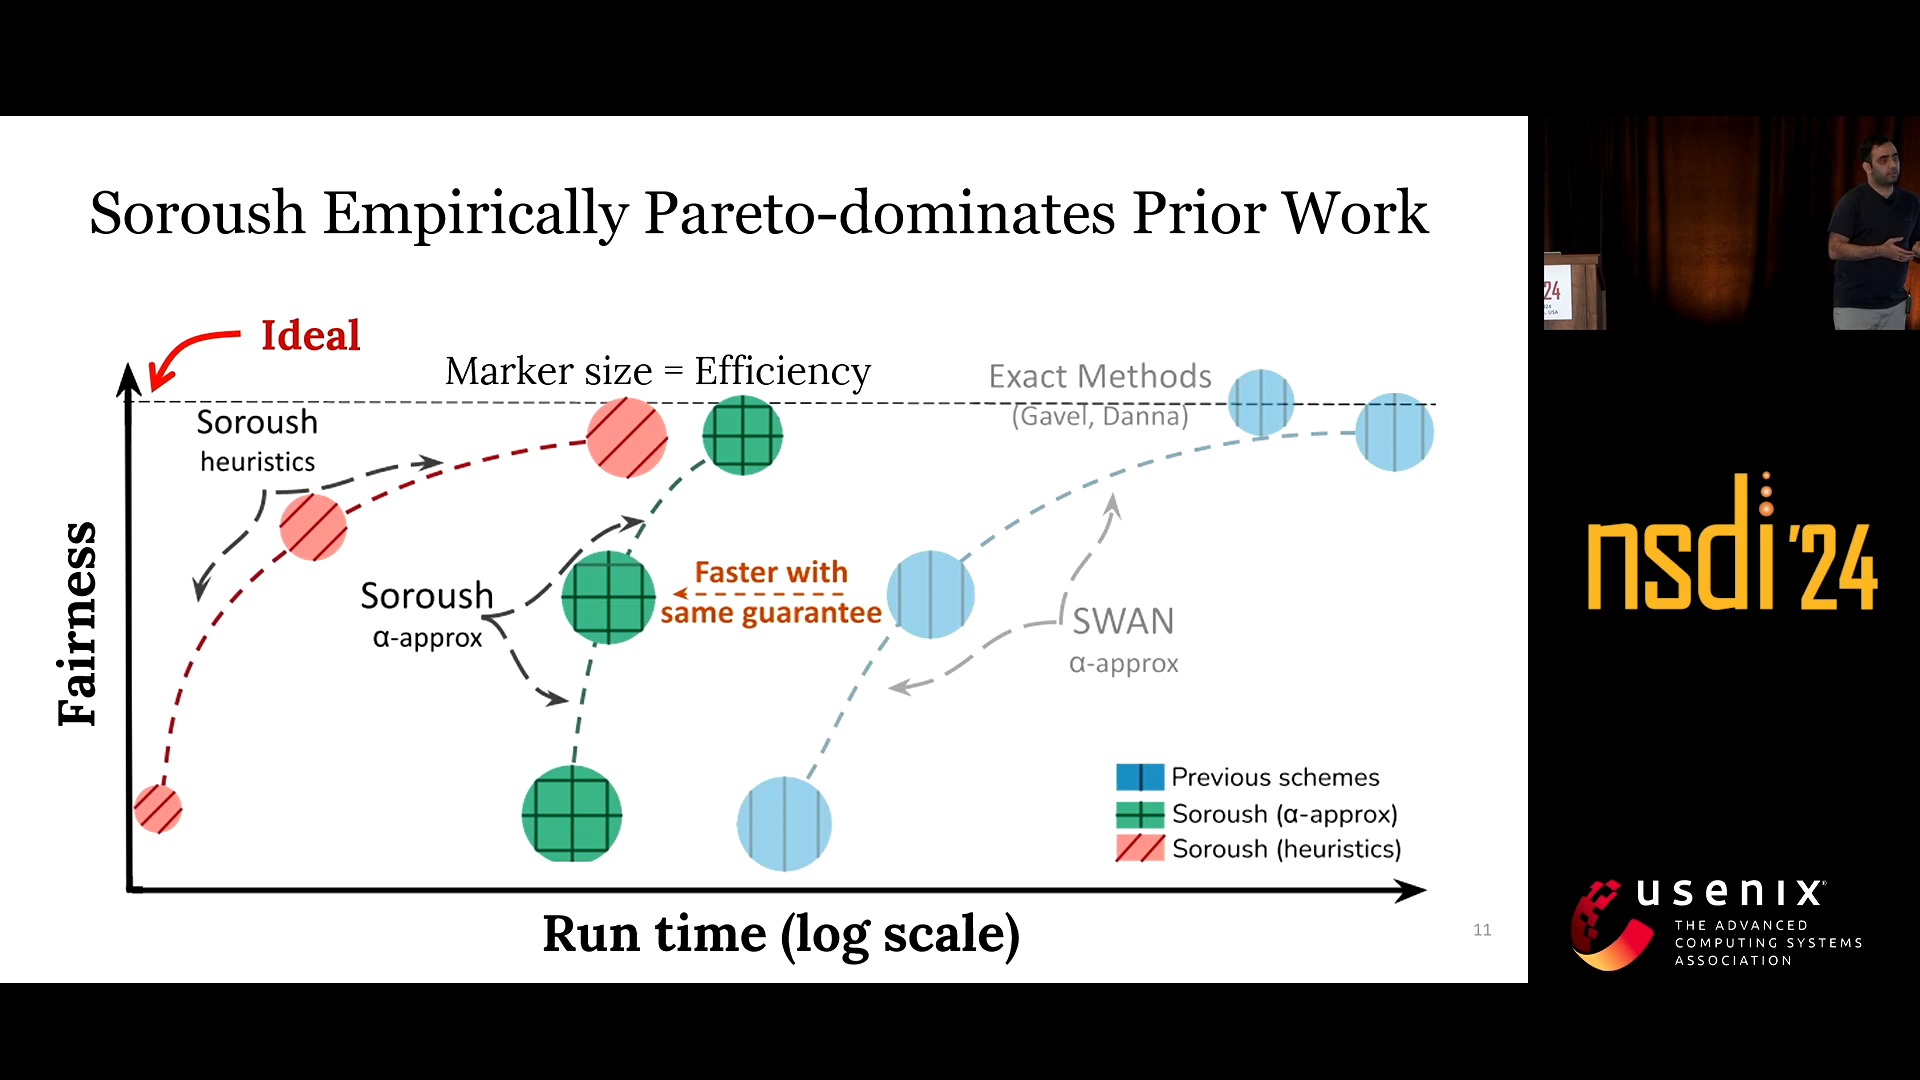 Soroush Empirically Pareto-dominates Prior Work
Ideal
Marker size = Efficiency
Exact Methods
(Gavel, Danna)
Soroush
heuristics
Fairness
Soroush
α-approx
Faster with
same guarantee
SWAN
α-approx
Previous schemes
Soroush (α-approx)
Soroush (heuristics)
Run time (log scale)
11
24
nsdi '24
usenix
THE ADVANCED
COMPUTING SYSTEMS
ASSOCIATION